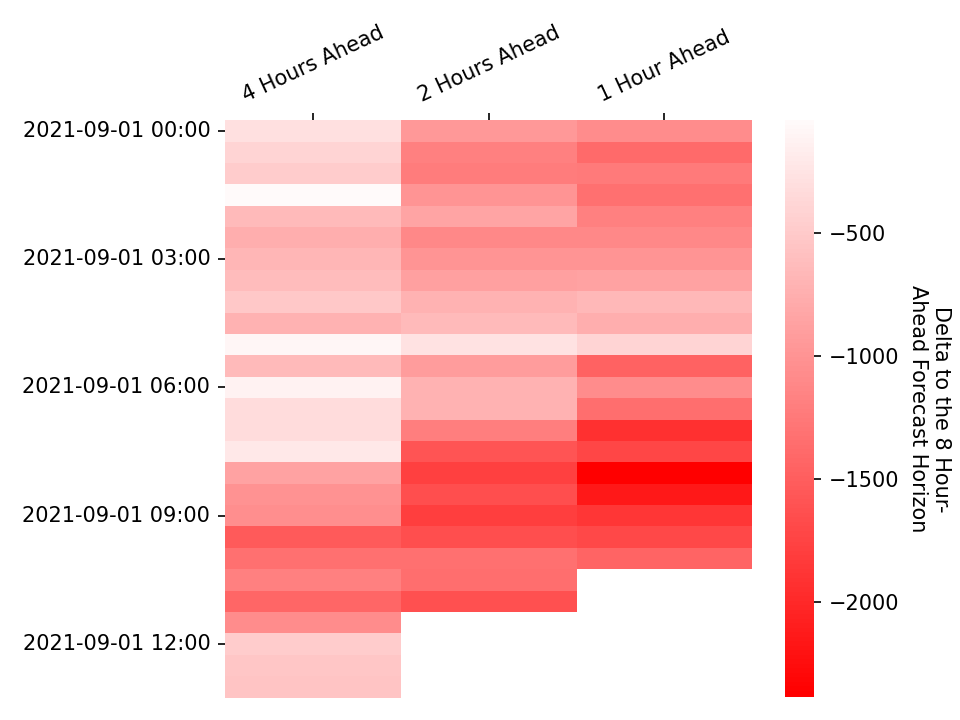 4 Hours Ahead
2 Hours Ahead
1 Hour Ahead
2021-09-01 00:00
2021-09-01 03:00
2021-09-01 06:00
2021-09-01 09:00
2021-09-01 12:00
−500
−1000
−1500
−2000
Delta to the 8 Hour-
Ahead Forecast Horizon